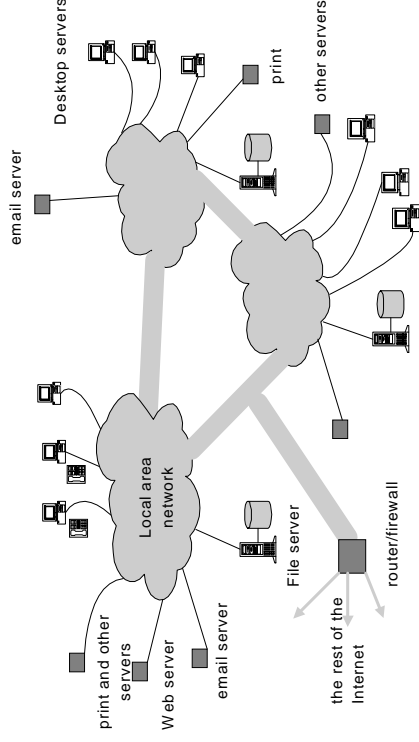 email server
Desktop servers
print
other servers
Local area
network
print and other
servers
Web server
email server
File server
router/firewall
the rest of the
Internet